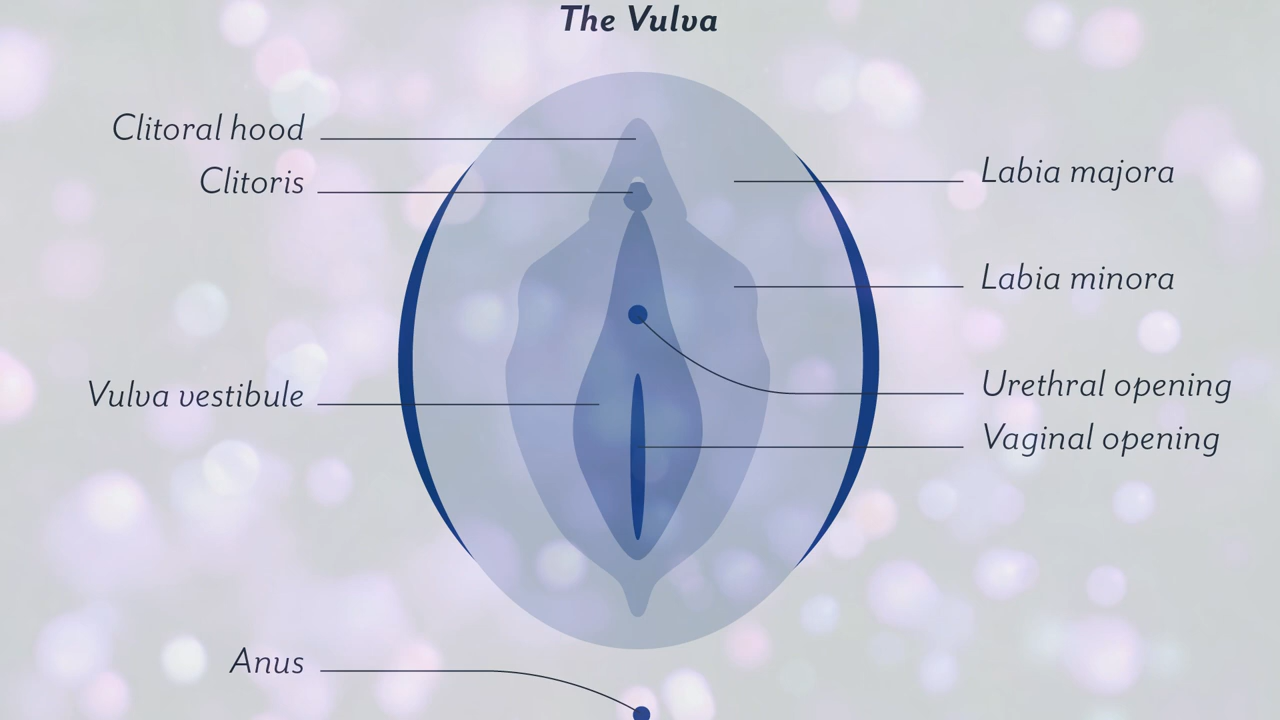 The Vulva
Clitoral hood
Clitoris
Labia majora
Labia minora
Vulva vestibule
Urethral opening
Vaginal opening
Anus